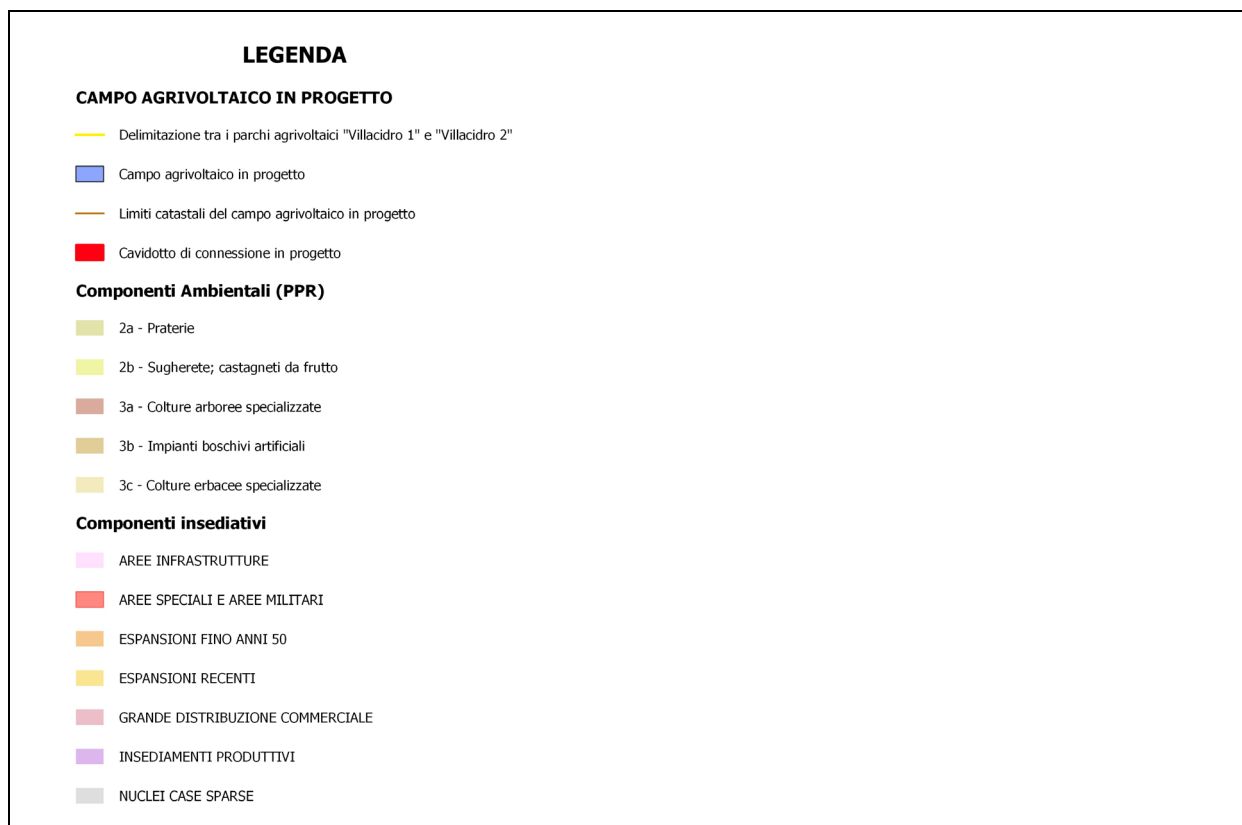 LEGENDA
CAMPO AGRIVOLTAICO IN PROGETTO
Delimitazione tra i parchi agrivoltaici "Villacidro 1" e "Villacidro 2"
Campo agrivoltaico in progetto
Limiti catastali del campo agrivoltaico in progetto
Cavidotto di connessione in progetto
Componenti Ambientali (PPR)
2a - Praterie
2b - Sugherete; castagneti da frutto
3a - Colture arboree specializzate
3b - Impianti boschivi artificiali
3c - Colture erbacee specializzate
Componenti insediativi
AREE INFRASTRUTTURE
AREE SPECIALI E AREE MILITARI
ESPANSIONI FINO ANNI 50
ESPANSIONI RECENTI
GRANDE DISTRIBUZIONE COMMERCIALE
INSEDIAMENTI PRODUTTIVI
NUCLEI CASE SPARSE